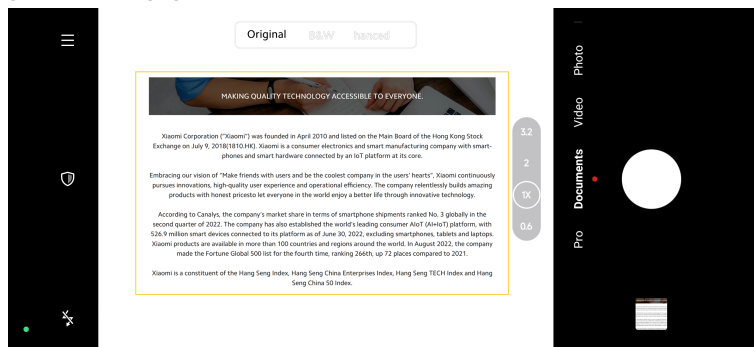 Original B&W hanced
MAKING QUALITY TECHNOLOGY ACCESSIBLE TO EVERYONE.
Xiaomi Corporation ("Xiaomi") was founded in April 2010 and listed on the Main Board of the Hong Kong Stock
Exchange on July 9, 2018(1810.HK). Xiaomi is a consumer electronics and smart manufacturing company with smart-
phones and smart hardware connected by an IoT platform at its core.
Embracing our vision of "Make friends with users and be the coolest company in the users' hearts", Xiaomi continuously
pursues innovations, high-quality user experience and operational efficiency. The company relentlessly builds amazing
products with honest pricesto let everyone in the world enjoy a better life through innovative technology.
According to Canalys, the company's market share in terms of smartphone shipments ranked No. 3 globally in the
second quarter of 2022. The company has also established the world's leading consumer AIoT (AI+IoT) platform, with
526.9 million smart devices connected to its platform as of June 30, 2022, excluding smartphones, tablets and laptops.
Xiaomi products are available in more than 100 countries and regions around the world. In August 2022, the company
made the Fortune Global 500 list for the fourth time, ranking 266th, up 72 places compared to 2021.
Xiaomi is a constituent of the Hang Seng Index, Hang Seng China Enterprises Index, Hang Seng TECH Index and Hang
Seng China 50 Index.
3.2
2
1X
0.6
Photo
Video
Documents
Pro